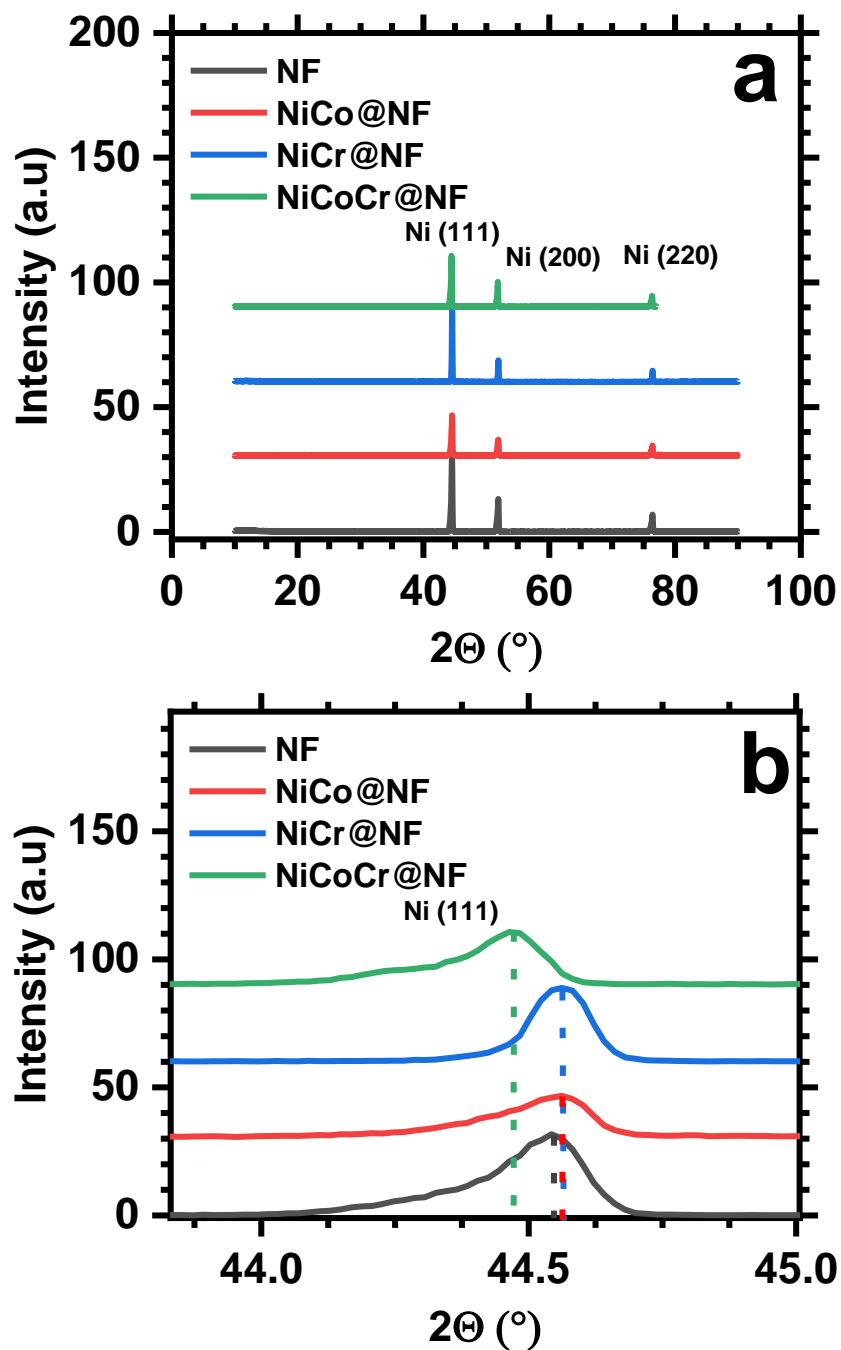 a
NF
NiCo@NF
NiCr@NF
NiCoCr@NF
Ni (111)
Ni (200)
Ni (220)
Intensity (a.u)
200
150
100
50
0
0 20 40 60 80 100
2Θ (°)
b
NF
NiCo@NF
NiCr@NF
NiCoCr@NF
Ni (111)
Intensity (a.u)
150
100
50
0
44.0 44.5 45.0
2Θ (°)